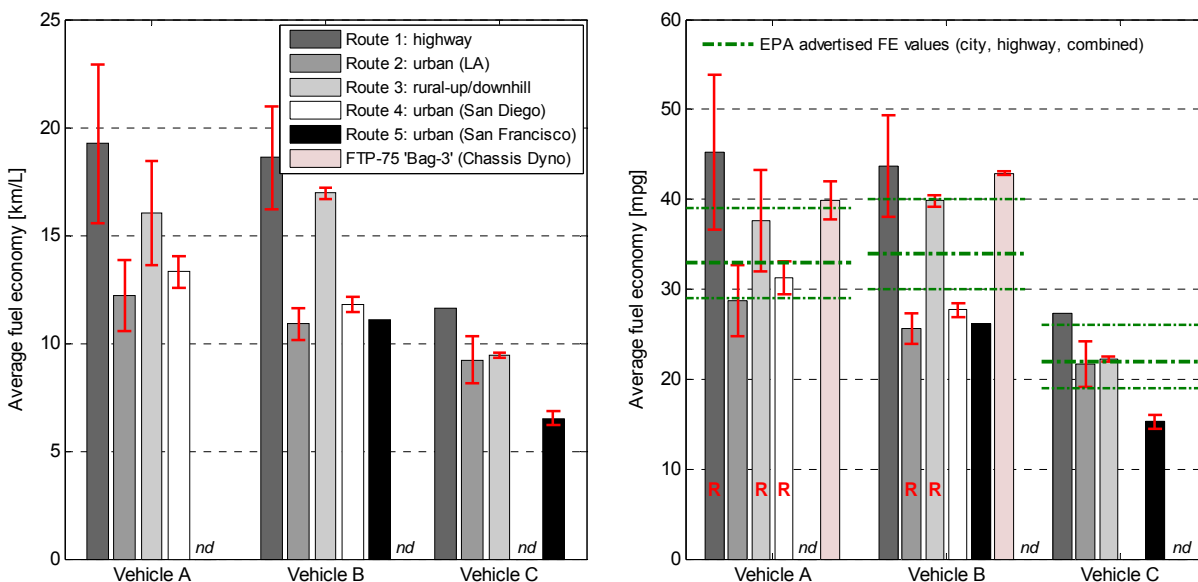 25
20
15
10
5
0
Average fuel economy [km/L]
Route 1: highway
Route 2: urban (LA)
Route 3: rural-up/downhill
Route 4: urban (San Diego)
Route 5: urban (San Francisco)
FTP-75 'Bag-3' (Chassis Dyno)
nd
nd
nd
Vehicle A
Vehicle B
Vehicle C
60
50
40
30
20
10
0
Average fuel economy [mpg]
EPA advertised FE values (city, highway, combined)
R
R
R
R
R
nd
nd
nd
nd
Vehicle A
Vehicle B
Vehicle C